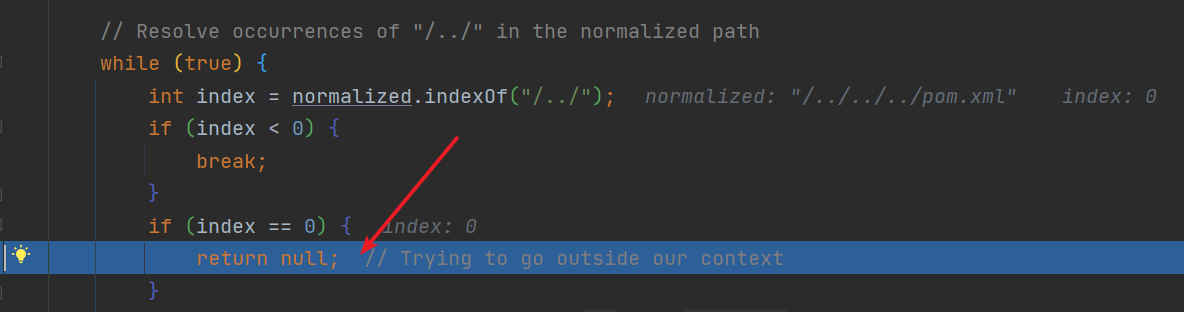 // Resolve occurrences of "/../" in the normalized path
while (true) {
int index = normalized.indexOf("/../"); normalized: "/../../../pom.xml" index: 0
if (index < 0) {
break;
}
if (index == 0) { index: 0
return null; // Trying to go outside our context
}